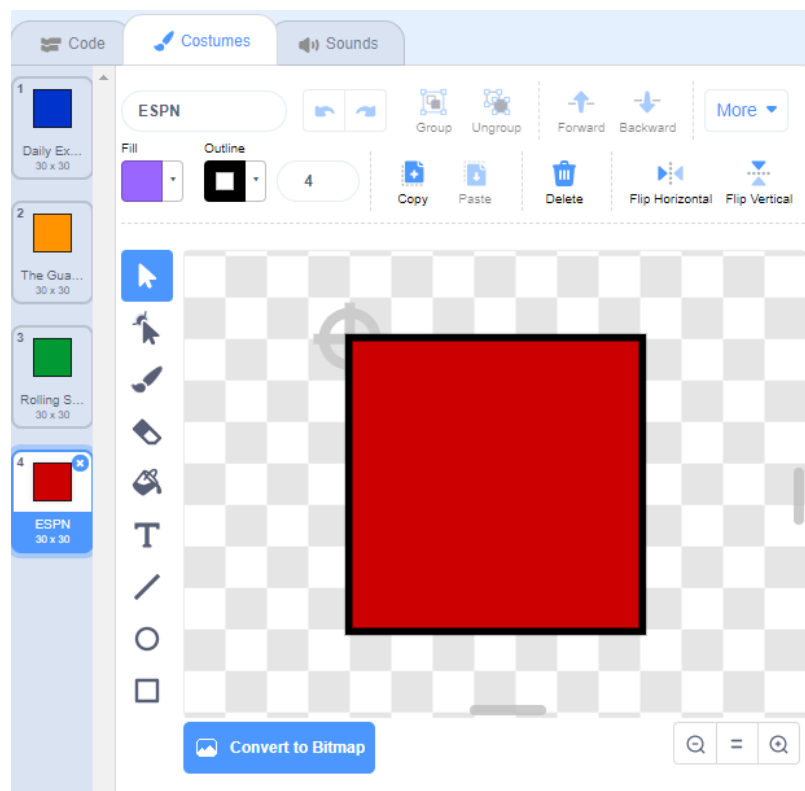 Code
Costumes
Sounds
1
Daily Ex...
30 x 30
2
The Gua...
30 x 30
3
Rolling S...
30 x 30
4
ESPN
30 x 30
ESPN
Group
Ungroup
Forward
Backward
More
Fill
Outline
4
Copy
Paste
Delete
Flip Horizontal
Flip Vertical
T
Convert to Bitmap
=